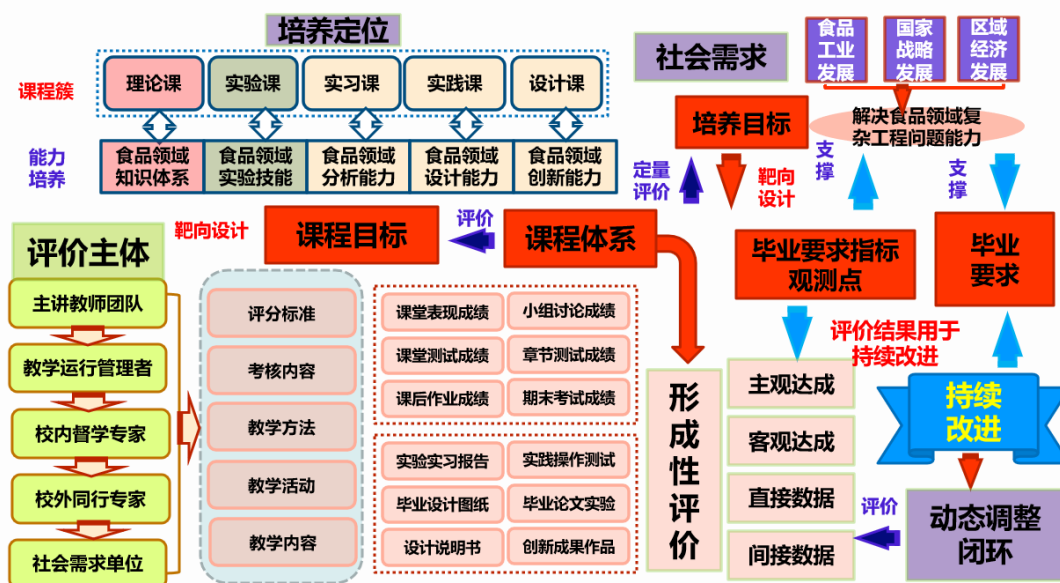 培养定位
课程簇
理论课
实验课
实习课
实践课
设计课
能力
培养
食品领域
知识体系
食品领域
实验技能
食品领域
分析能力
食品领域
设计能力
食品领域
创新能力
社会需求
食品
工业
发展
国家
战略
发展
区域
经济
发展
培养目标
解决食品领域复
杂工程问题能力
定量
评价
靶向
设计
支
撑
支
撑
评价主体
靶向设计
课程目标
评价
课程体系
毕业要求指标
观测点
毕业
要求
主讲教师团队
教学运行管理者
校内督学专家
校外同行专家
社会需求单位
评分标准
考核内容
教学方法
教学活动
教学内容
课堂表现成绩
小组讨论成绩
课堂测试成绩
章节测试成绩
课后作业成绩
期末考试成绩
实验实习报告
实践操作测试
毕业设计图纸
毕业论文实验
设计说明书
创新成果作品
形
成
性
评
价
评价结果用于
持续改进
主观达成
客观达成
直接数据
间接数据
持续
改进
评价
动态调整
闭环